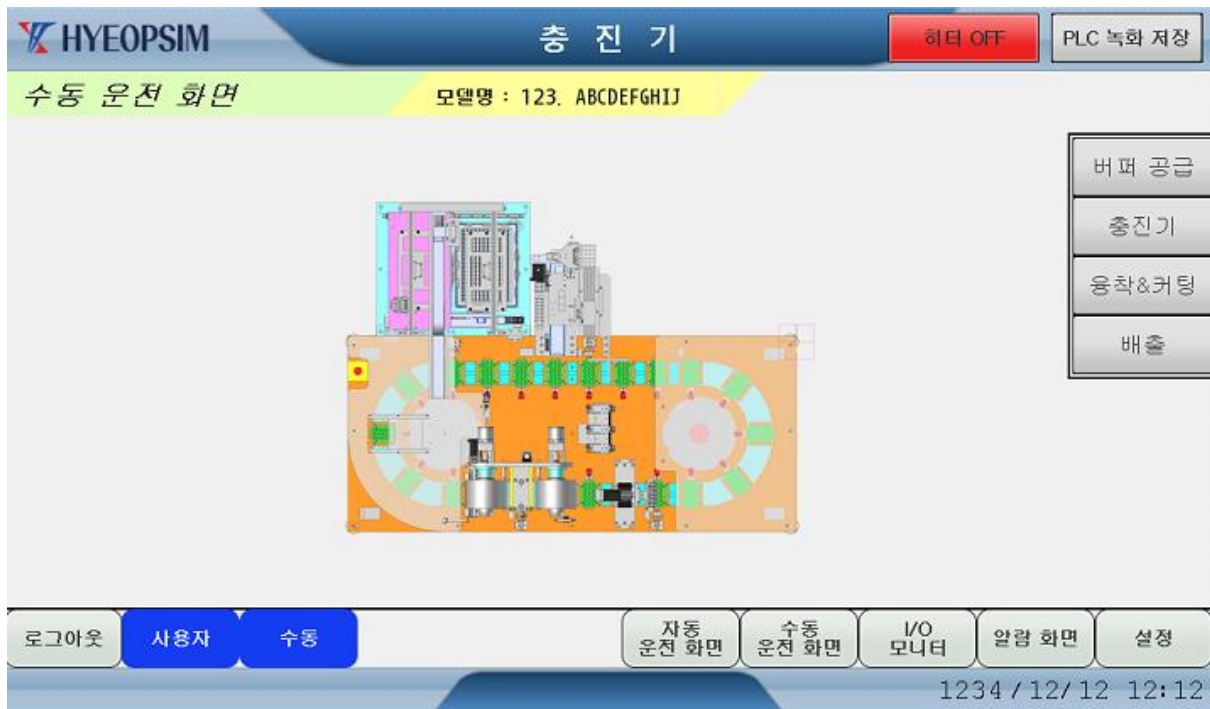 HYEOPSIM
충 진 기
히터 OFF
PLC 녹화 저장
수동 운전 화면
모델명 : 123. ABCDEFGHIJ
버퍼 공급
충진기
융착&커팅
배출
로그아웃
사용자
수동
자동
운전 화면
수동
운전 화면
I/O
모니터
알람 화면
설정
1234/12/12 12:12